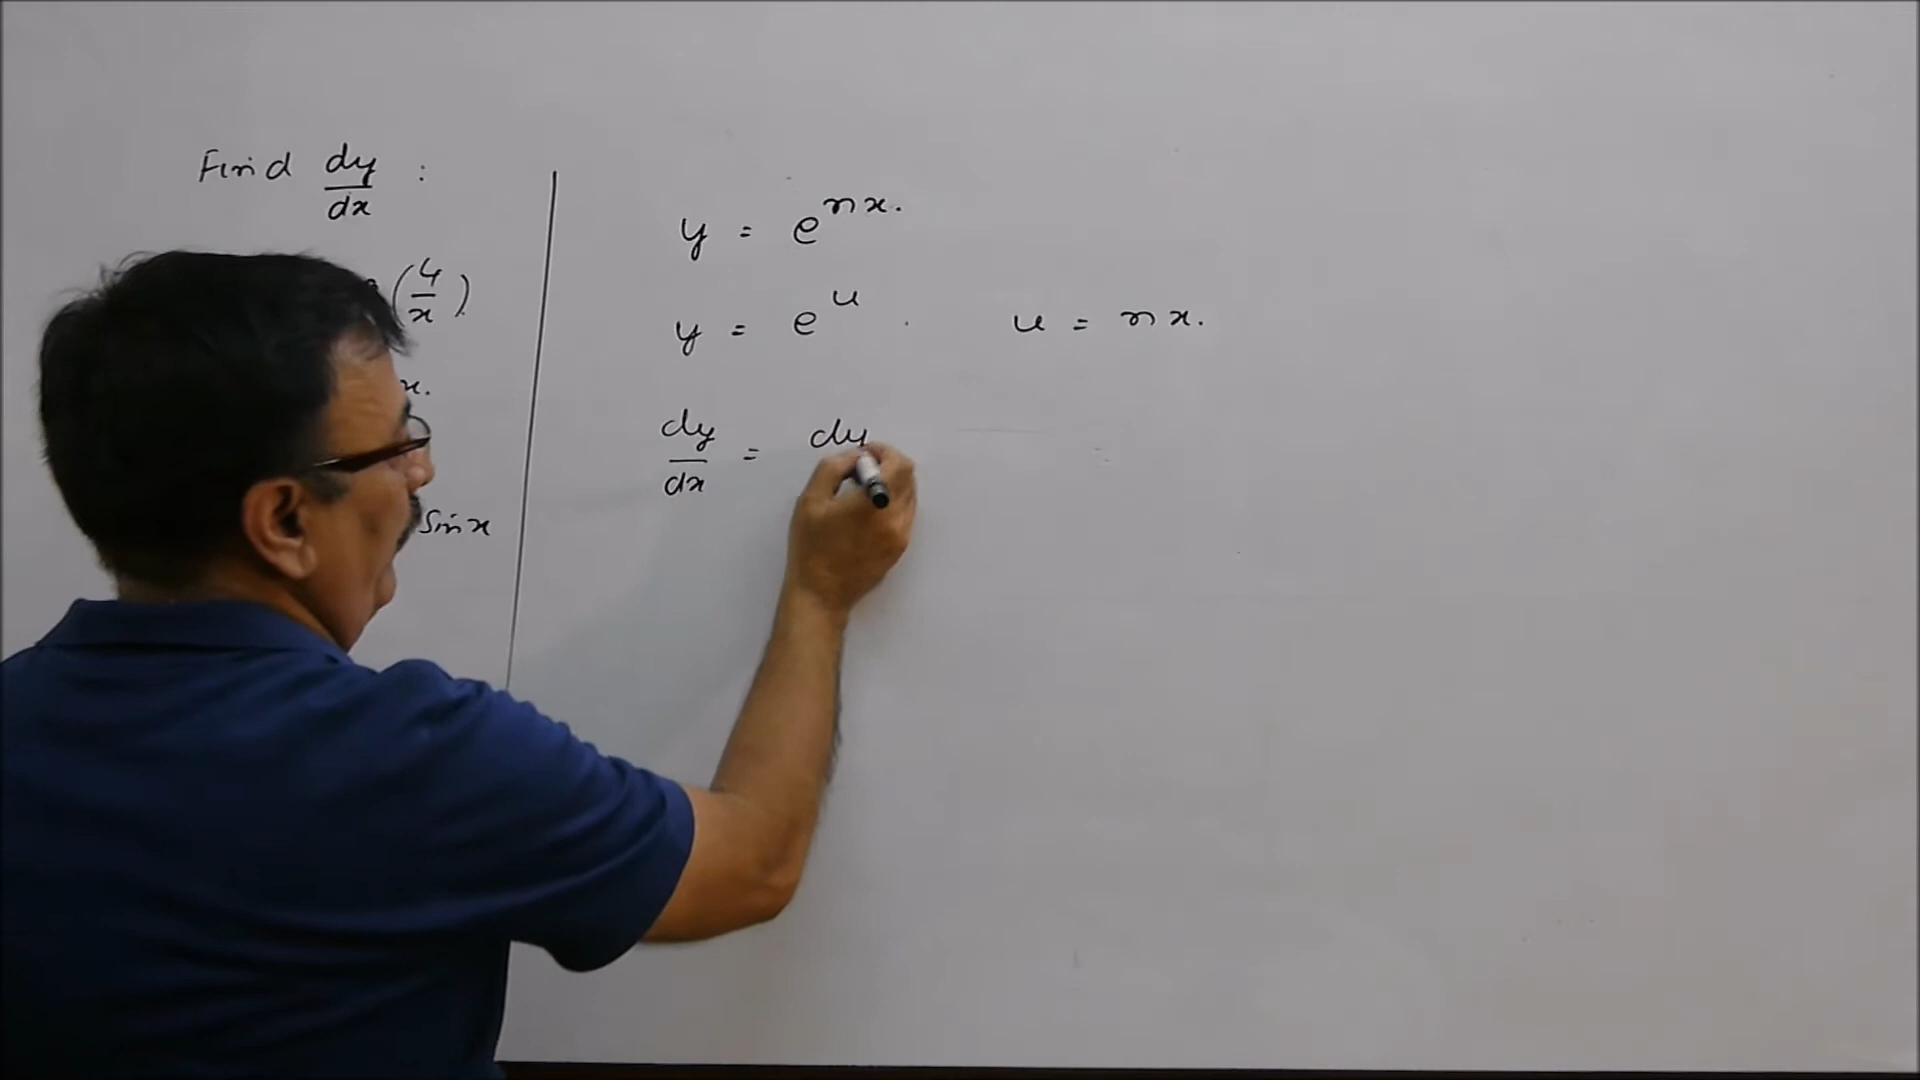 Find dy/dx :
(4/x).
x.
Sin x
y = e^{nx}.
y = e^u . u = nx.
dy/dx = dy